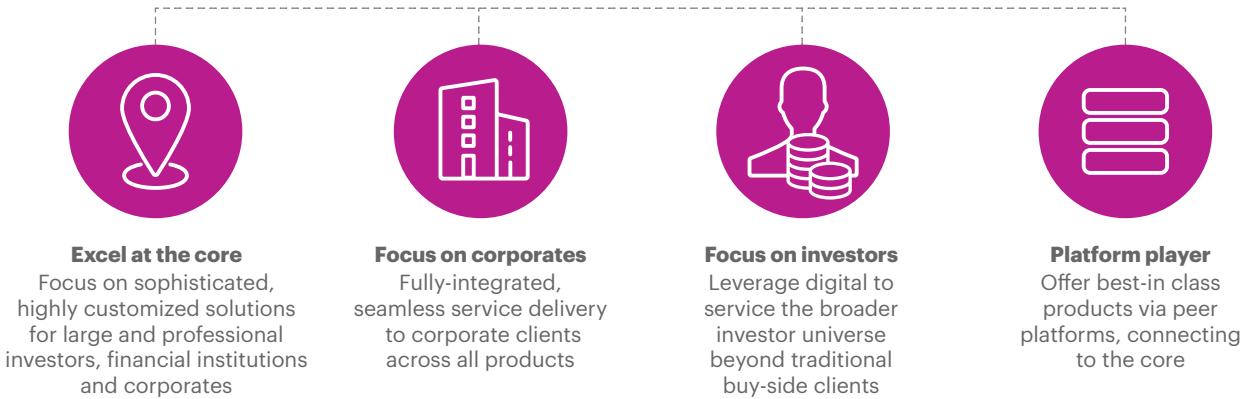 Excel at the core
Focus on sophisticated,
highly customized solutions
for large and professional
investors, financial institutions
and corporates
Focus on corporates
Fully-integrated,
seamless service delivery
to corporate clients
across all products
Focus on investors
Leverage digital to
service the broader
investor universe
beyond traditional
buy-side clients
Platform player
Offer best-in class
products via peer
platforms, connecting
to the core